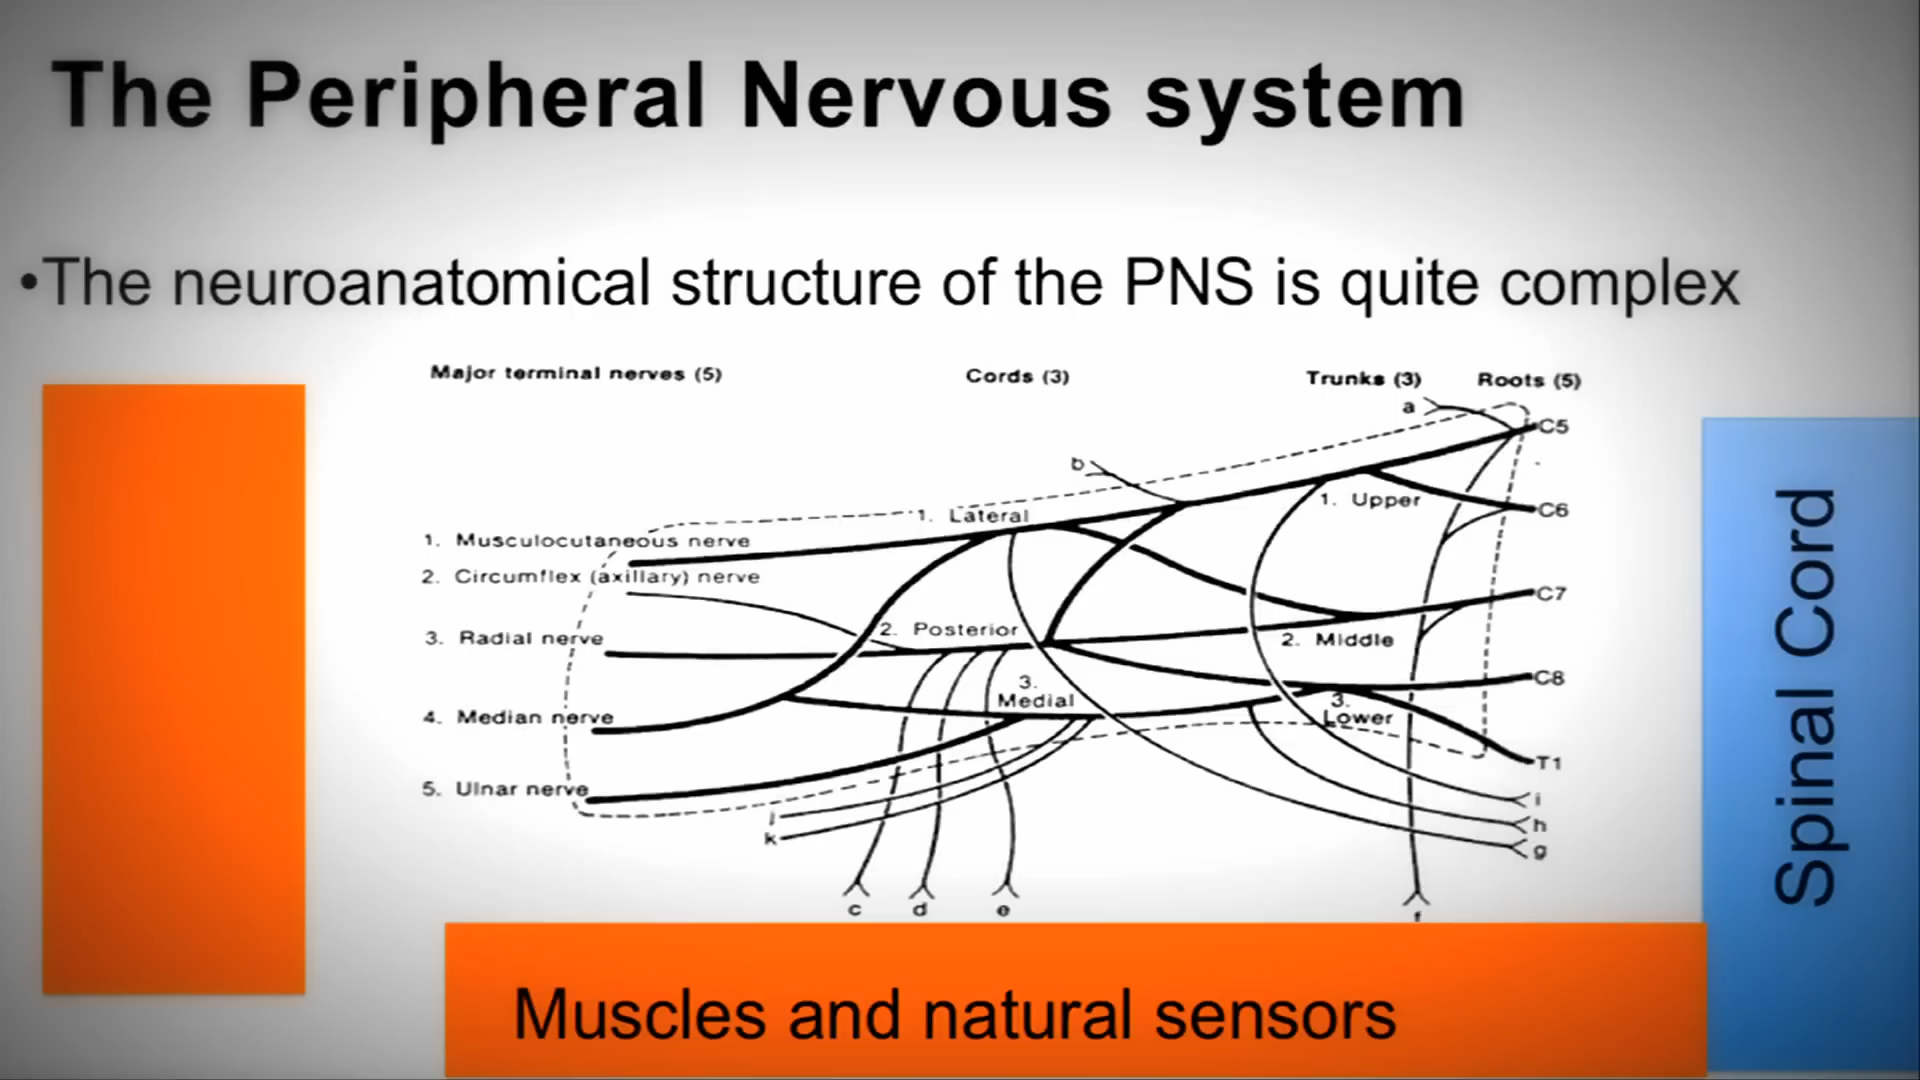 The Peripheral Nervous system
•The neuroanatomical structure of the PNS is quite complex
Major terminal nerves (5)
Cords (3)
Trunks (3)
Roots (5)
a
C5
b
1. Upper
C6
1. Lateral
1. Musculocutaneous nerve
2. Circumflex (axillary) nerve
C7
2. Posterior
2. Middle
3. Radial nerve
C8
3.
Medial
3.
Lower
4. Median nerve
T1
5. Ulnar nerve
i
j
h
k
g
c
d
e
f
Spinal Cord
Muscles and natural sensors